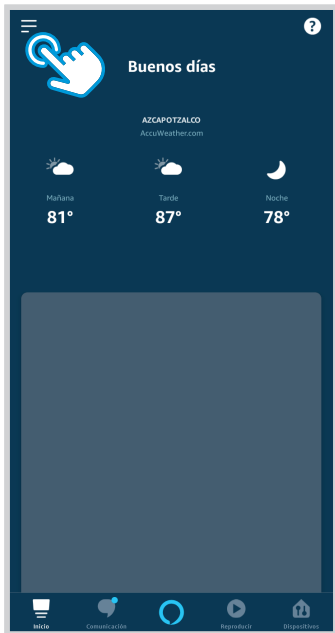 ?
Buenos días
AZCAPOTZALCO
AccuWeather.com
Mañana Tarde Noche
81° 87° 78°
Inicio Comunicación Reproducir Dispositivos